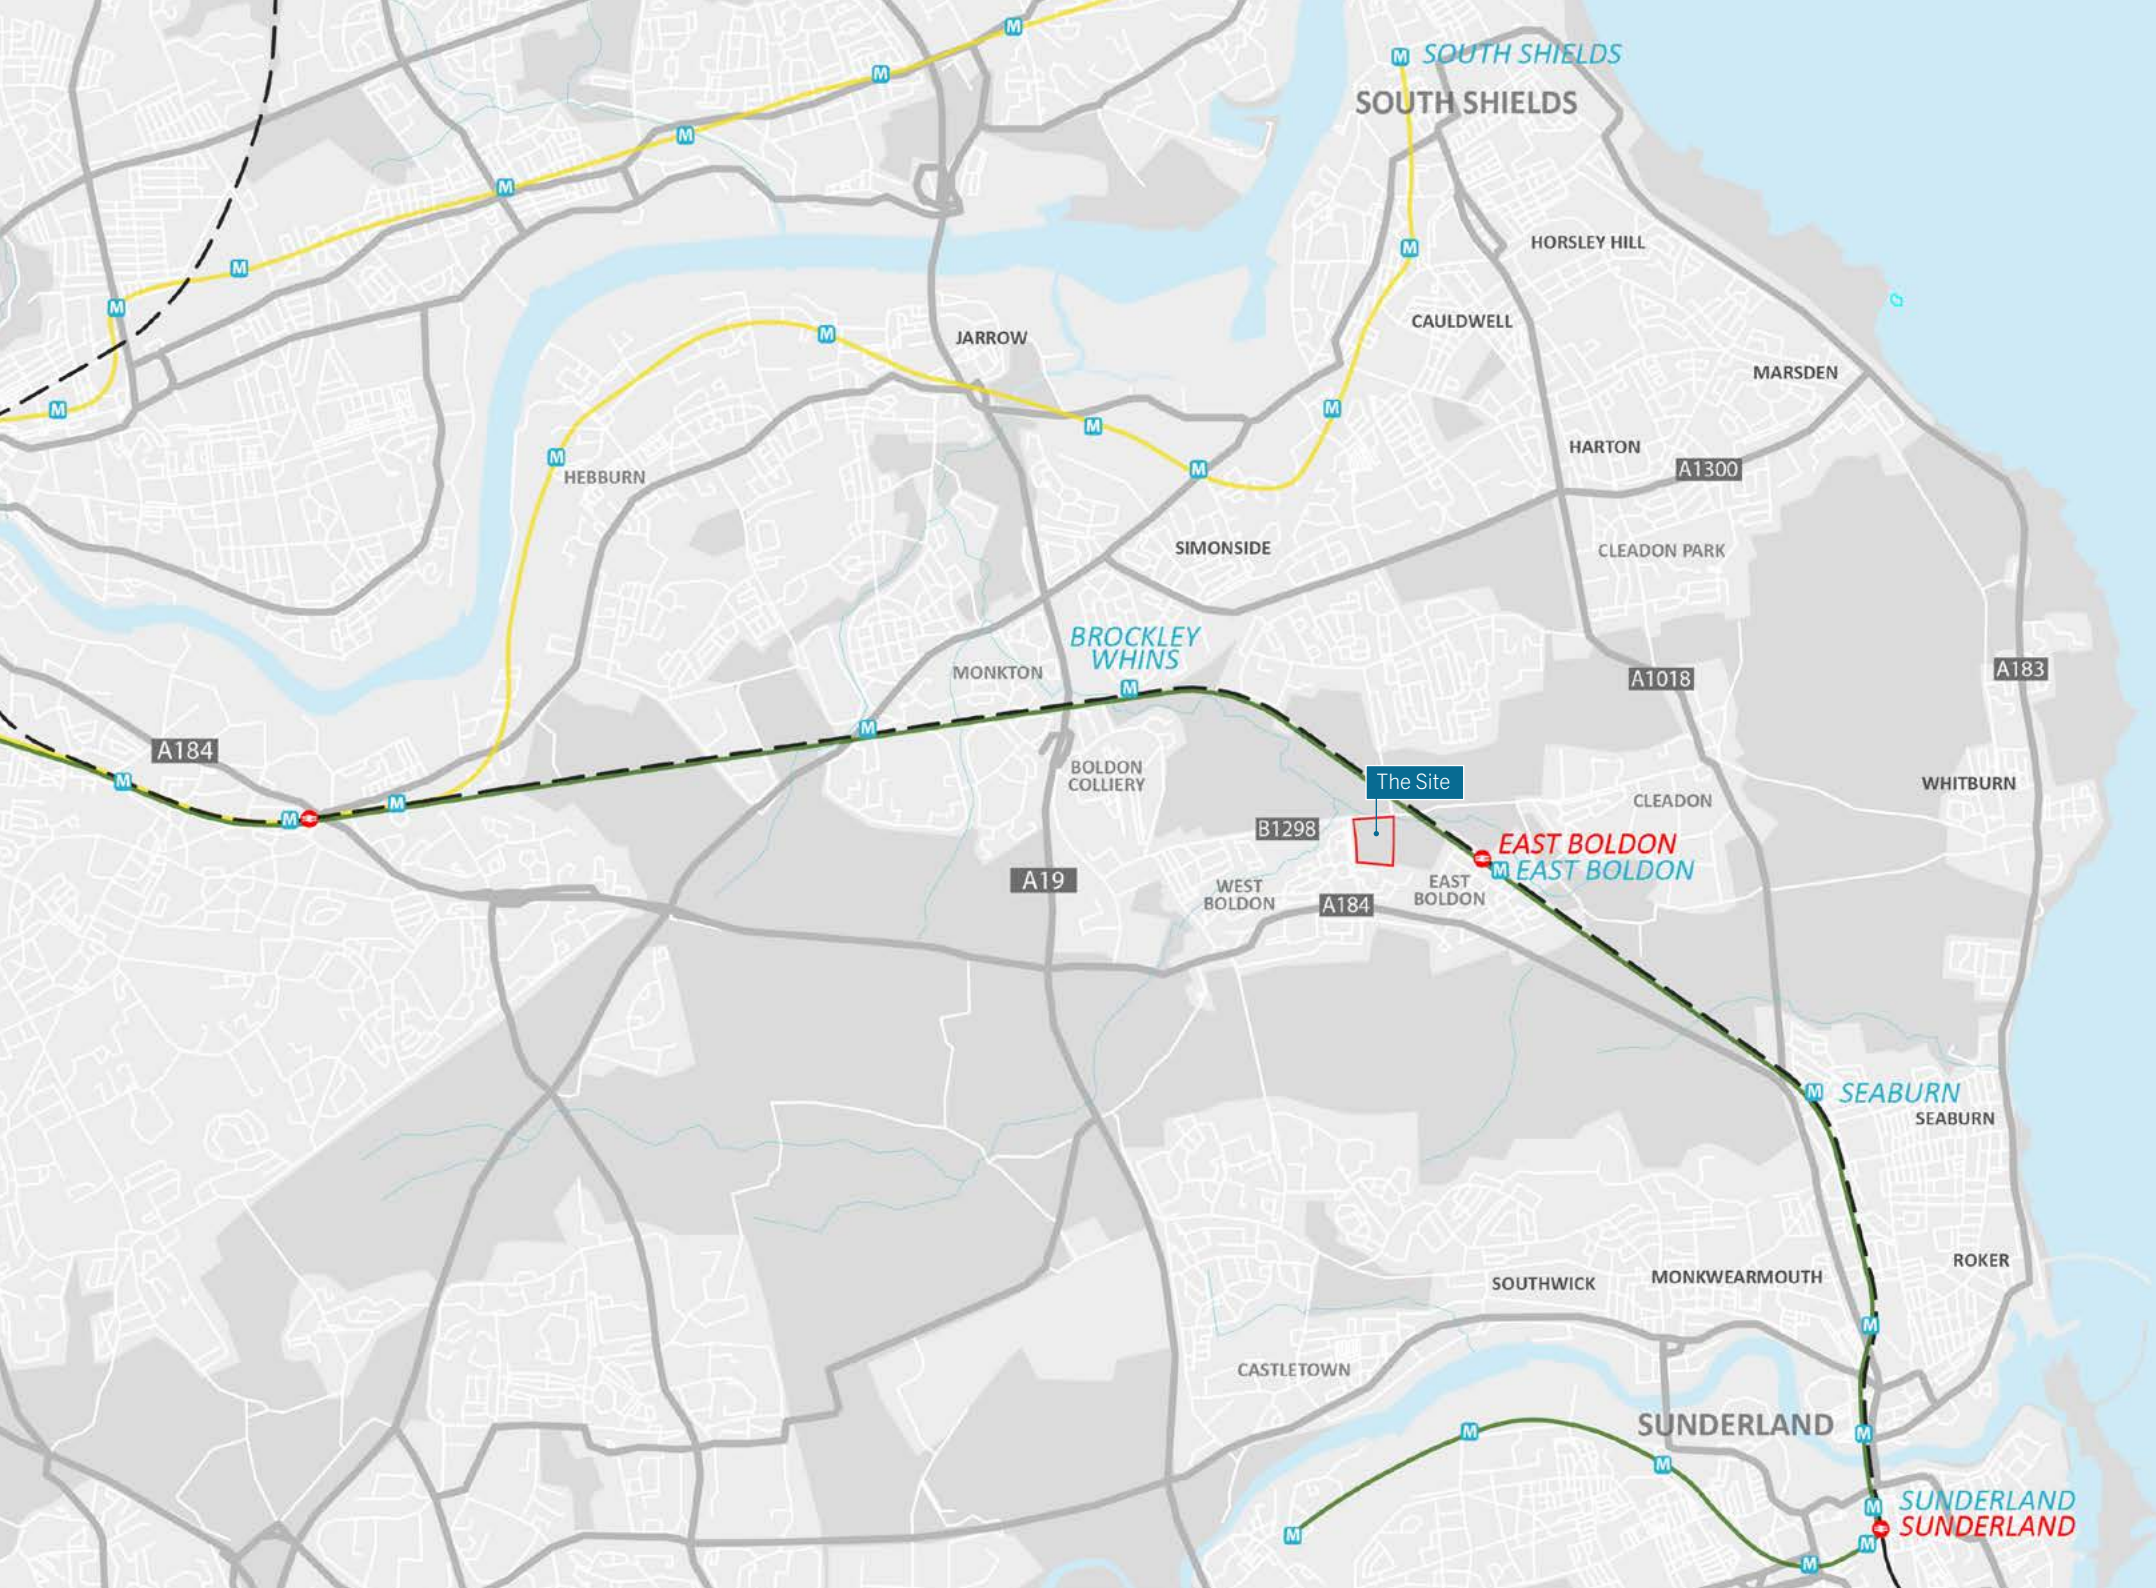 M
M SOUTH SHIELDS
M
SOUTH SHIELDS
M
M
HORSLEY HILL
M
M
M
CAULDWELL
M
JARROW
MARSDEN
M
M
M
HARTON
M
HEBBURN
M
A1300
SIMONSIDE
CLEADON PARK
BROCKLEY
WHINS
MONKTON
M
A1018
A183
M
A184
M
BOLDON
COLLIERY
The Site
WHITBURN
M
CLEADON
M
B1298
EAST BOLDON
M EAST BOLDON
A19
WEST
BOLDON
EAST
BOLDON
A184
M SEABURN
SEABURN
ROKER
SOUTHWICK
MONKWEARMOUTH
M
CASTLETOWN
SUNDERLAND
M
M
M
M SUNDERLAND
SUNDERLAND
M
M
M